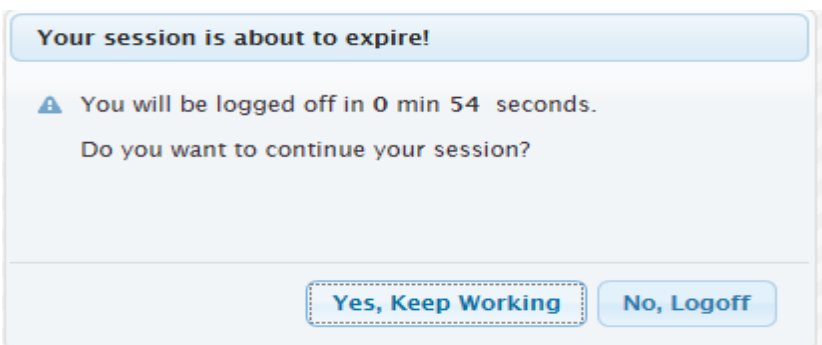 Your session is about to expire!
You will be logged off in 0 min 54 seconds.
Do you want to continue your session?
Yes, Keep Working
No, Logoff